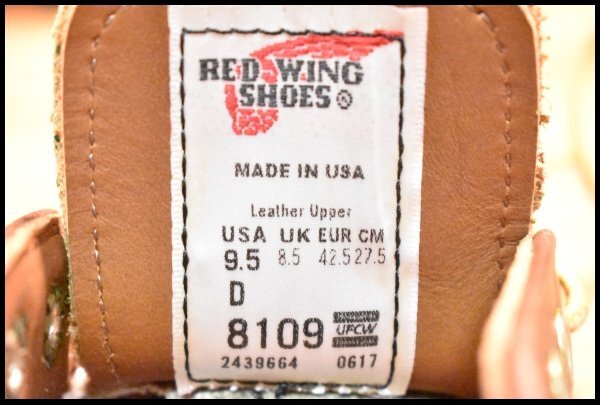 RED WING
SHOES®
MADE IN USA
Leather Upper
USA UK EUR CM
9.5 8.5 42.5 27.5
D
8109 UFCW
2439664 0617